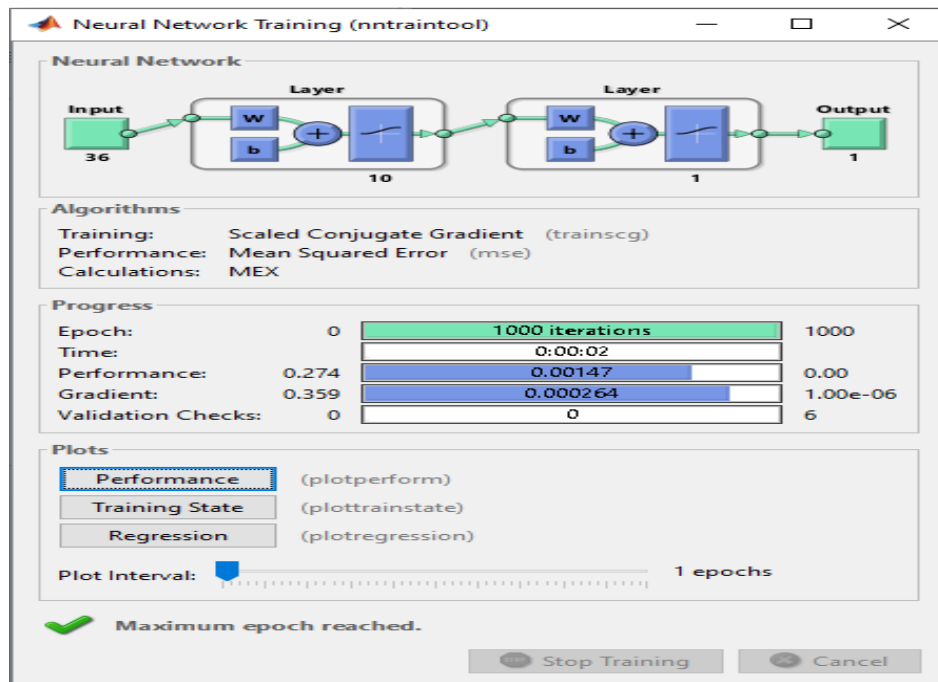 Neural Network Training (nntraintool)
Neural Network
Layer Layer
Input Output
W W
b b
+ +
36 10 1 1
Algorithms
Training: Scaled Conjugate Gradient (trainscg)
Performance: Mean Squared Error (mse)
Calculations: MEX
Progress
Epoch: 0 1000 iterations 1000
Time: 0:00:02
Performance: 0.274 0.00147 0.00
Gradient: 0.359 0.000264 1.00e-06
Validation Checks: 0 0 6
Plots
Performance (plotperform)
Training State (plottrainstate)
Regression (plotregression)
Plot Interval: 1 epochs
Maximum epoch reached.
Stop Training Cancel